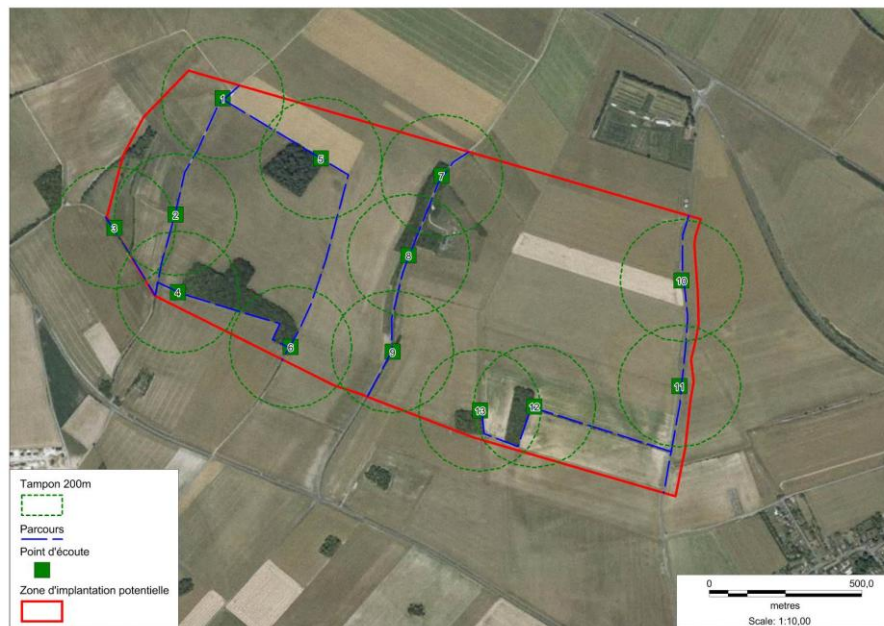 1
5
7
2
3
8
4
10
6
9
11
13
12
Tampon 200m
Parcours
Point d'écoute
Zone d'implantation potentielle
0 500,0
metres
Scale: 1:10,00